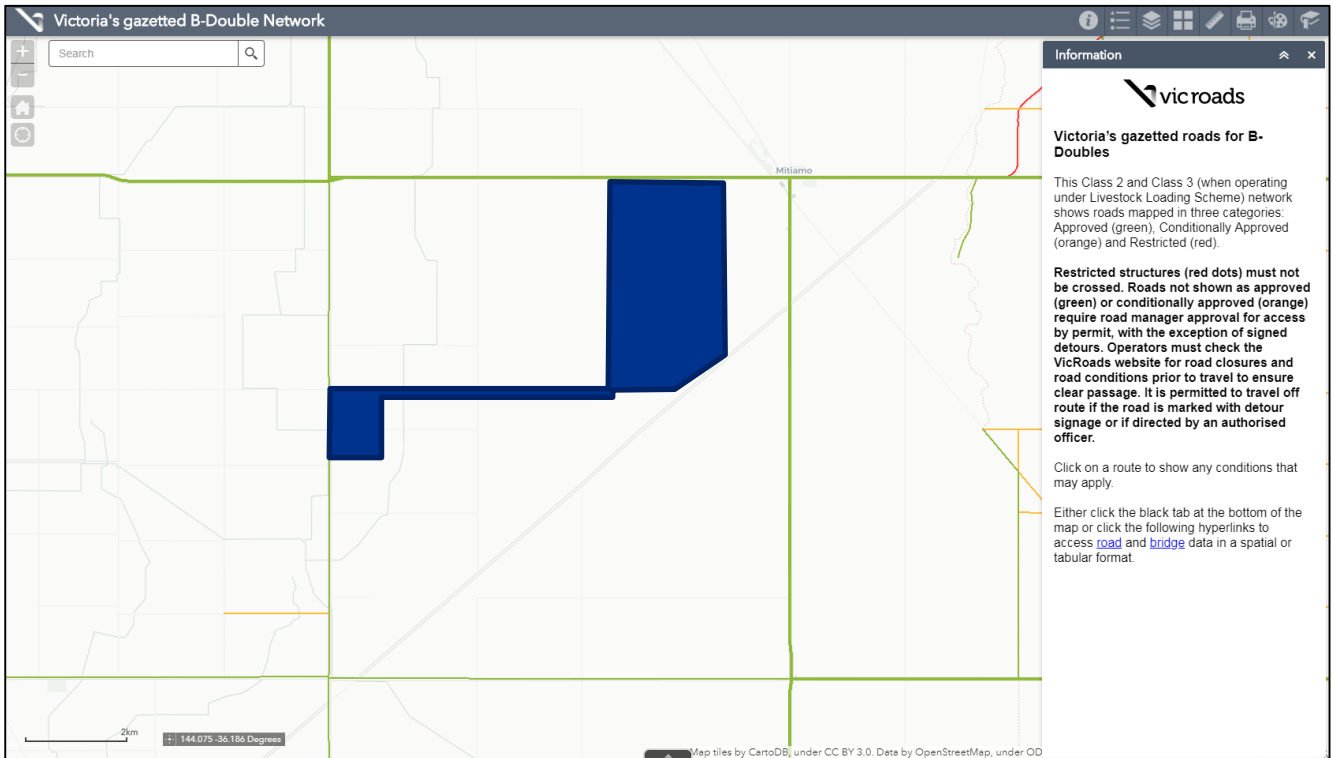 Victoria's gazetted B-Double Network
Search
Information
vicroads
Victoria's gazetted roads for B-
Doubles
This Class 2 and Class 3 (when operating
under Livestock Loading Scheme) network
shows roads mapped in three categories:
Approved (green), Conditionally Approved
(orange) and Restricted (red).
Restricted structures (red dots) must not
be crossed. Roads not shown as approved
(green) or conditionally approved (orange)
require road manager approval for access
by permit, with the exception of signed
detours. Operators must check the
VicRoads website for road closures and
road conditions prior to travel to ensure
clear passage. It is permitted to travel off
route if the road is marked with detour
signage or if directed by an authorised
officer.
Click on a route to show any conditions that
may apply.
Either click the black tab at the bottom of the
map or click the following hyperlinks to
access road and bridge data in a spatial or
tabular format.
Mitiamo
2km
144.075 -36.186 Degrees
Map tiles by CartoDB, under CC BY 3.0. Data by OpenStreetMap, under OD